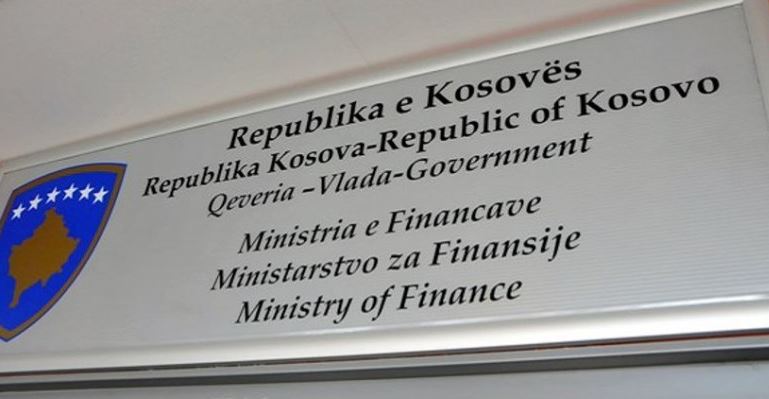 Republika e Kosovës
Republika Kosova-Republic of Kosovo
Qeveria –Vlada-Government
Ministria e Financave
Ministarstvo za Finansije
Ministry of Finance